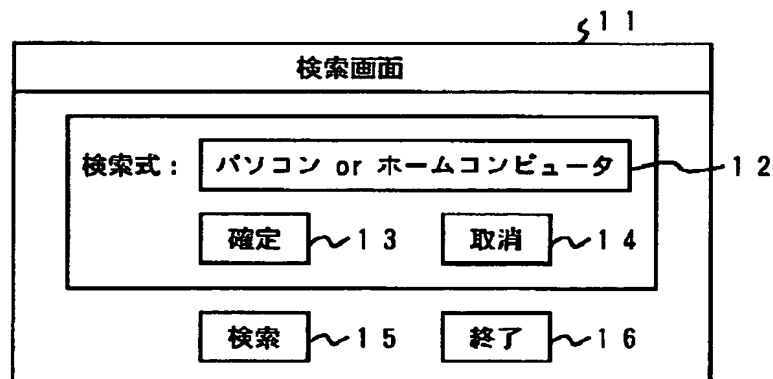 11
検索画面
検索式： パソコン or ホームコンピュータ 12
確定 13 取消 14
検索 15 終了 16